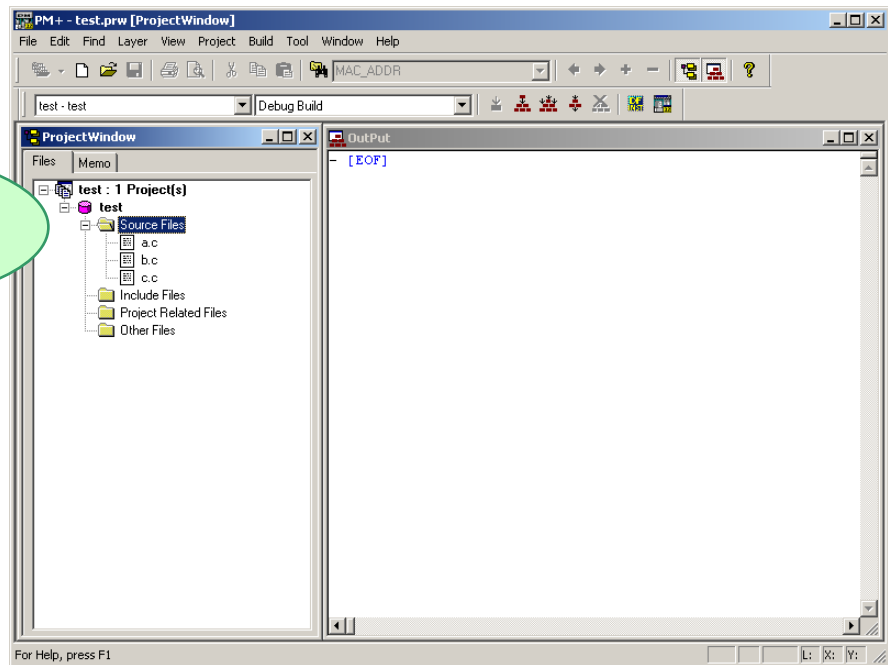 PM+ - test.prw [ProjectWindow]
File Edit Find Layer View Project Build Tool Window Help
MAC_ADDR
test - test
Debug Build
ProjectWindow
OutPut
Files Memo
- [EOF]
test : 1 Project(s)
test
Source Files
a.c
b.c
c.c
Include Files
Project Related Files
Other Files
For Help, press F1
L: X: Y: